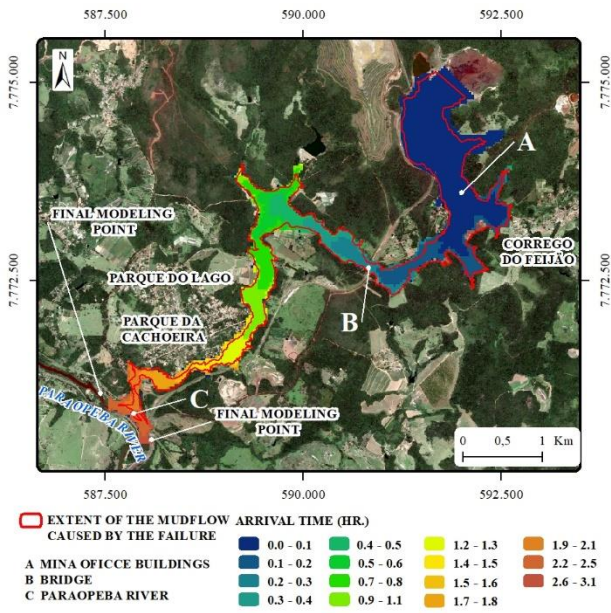 587.500 590.000 592.500
7.775.000
7.775.000
N
A
FINAL MODELING
POINT
CORREGO
DO FEIJÃO
PARQUE DO LAGO
7.772.500
7.772.500
B
PARQUE DA
CACHOEIRA
C
FINAL MODELING
POINT
PARAOPEBA RIVER
0 0,5 1 Km
587.500 590.000 592.500
EXTENT OF THE MUDFLOW
CAUSED BY THE FAILURE
A MINA OFICCE BUILDINGS
B BRIDGE
C PARAOPEBA RIVER
ARRIVAL TIME (HR.)
0.0 - 0.1
0.1 - 0.2
0.2 - 0.3
0.3 - 0.4
0.4 - 0.5
0.5 - 0.6
0.7 - 0.8
0.9 - 1.1
1.2 - 1.3
1.4 - 1.5
1.5 - 1.6
1.7 - 1.8
1.9 - 2.1
2.2 - 2.5
2.6 - 3.1